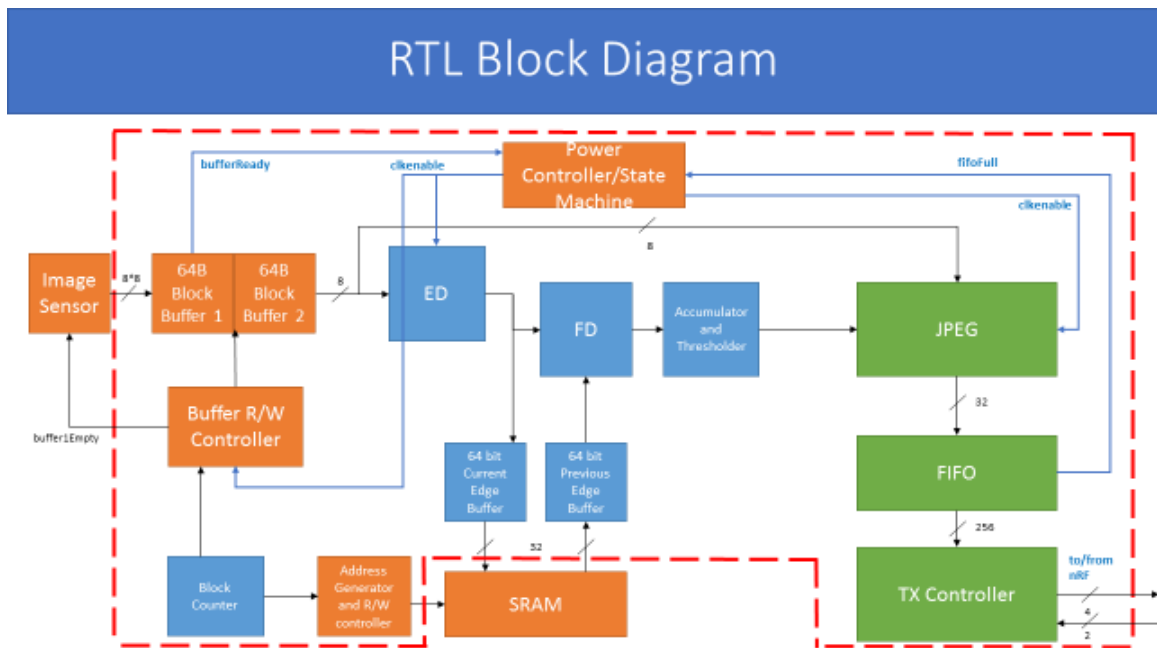 RTL Block Diagram
bufferReady
clkenable
Power
Controller/State
Machine
fifoFull
clkenable
8
Image
Sensor
8*8
64B
Block
Buffer 1
64B
Block
Buffer 2
8
ED
FD
Accumulator
and
Thresholder
JPEG
32
Buffer R/W
Controller
buffer1Empty
64 bit
Current
Edge
Buffer
64 bit
Previous
Edge
Buffer
FIFO
256
32
Block
Counter
Address
Generator
and R/W
controller
SRAM
TX Controller
to/from
nRF
4
2